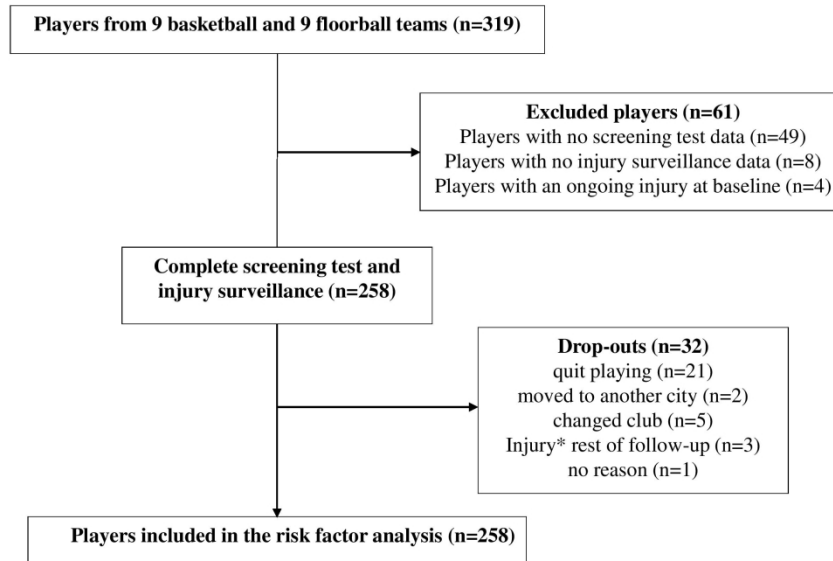 Players from 9 basketball and 9 floorball teams (n=319)
Excluded players (n=61)
Players with no screening test data (n=49)
Players with no injury surveillance data (n=8)
Players with an ongoing injury at baseline (n=4)
Complete screening test and
injury surveillance (n=258)
Drop-outs (n=32)
quit playing (n=21)
moved to another city (n=2)
changed club (n=5)
Injury* rest of follow-up (n=3)
no reason (n=1)
Players included in the risk factor analysis (n=258)